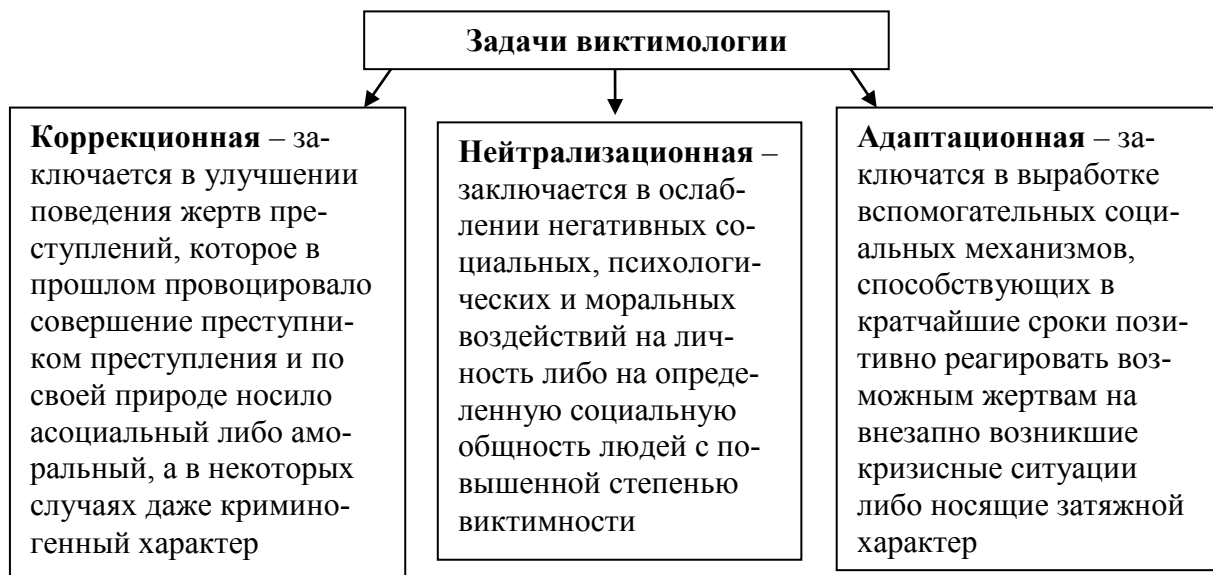 Задачи виктимологии
Коррекционная – за-
ключается в улучшении
поведения жертв пре-
ступлений, которое в
прошлом провоцировало
совершение преступни-
ком преступления и по
своей природе носило
асоциальный либо амо-
ральный, а в некоторых
случаях даже криминo-
генный характер
Нейтрализационная –
заключается в ослаб-
лении негативных со-
циальных, психологи-
ческих и моральных
воздействий на лич-
ность либо на опреде-
ленную социальную
общность людей с по-
вышенной степенью
виктимности
Адаптационная – за-
ключатся в выработке
вспомогательных соци-
альных механизмов,
способствующих в
кратчайшие сроки пози-
тивно реагировать воз-
можным жертвам на
внезапно возникшие
кризисные ситуации
либо носящие затяжной
характер